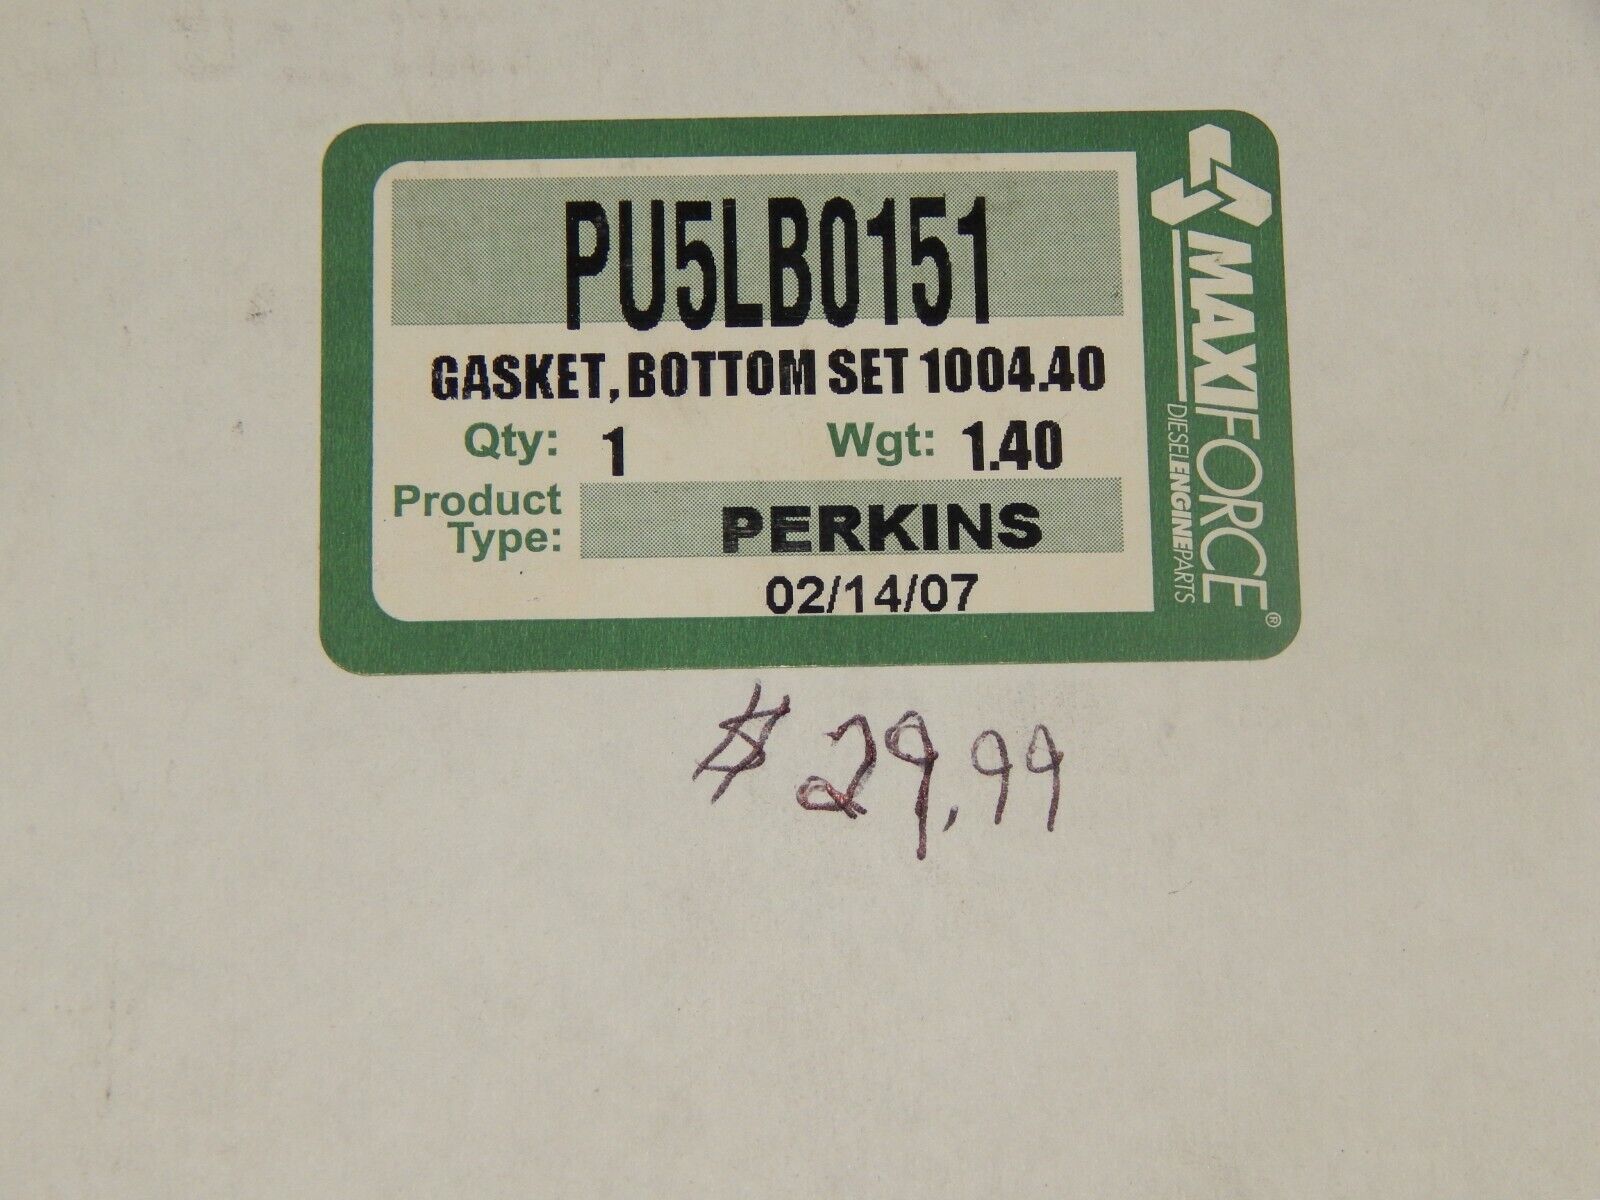 PU5LB0151
GASKET, BOTTOM SET 1004.40
Qty: 1 Wgt: 1.40
Product Type: PERKINS
02/14/07
MAXIFORCE®
DIESELENGINEPARTS
$ 29.99